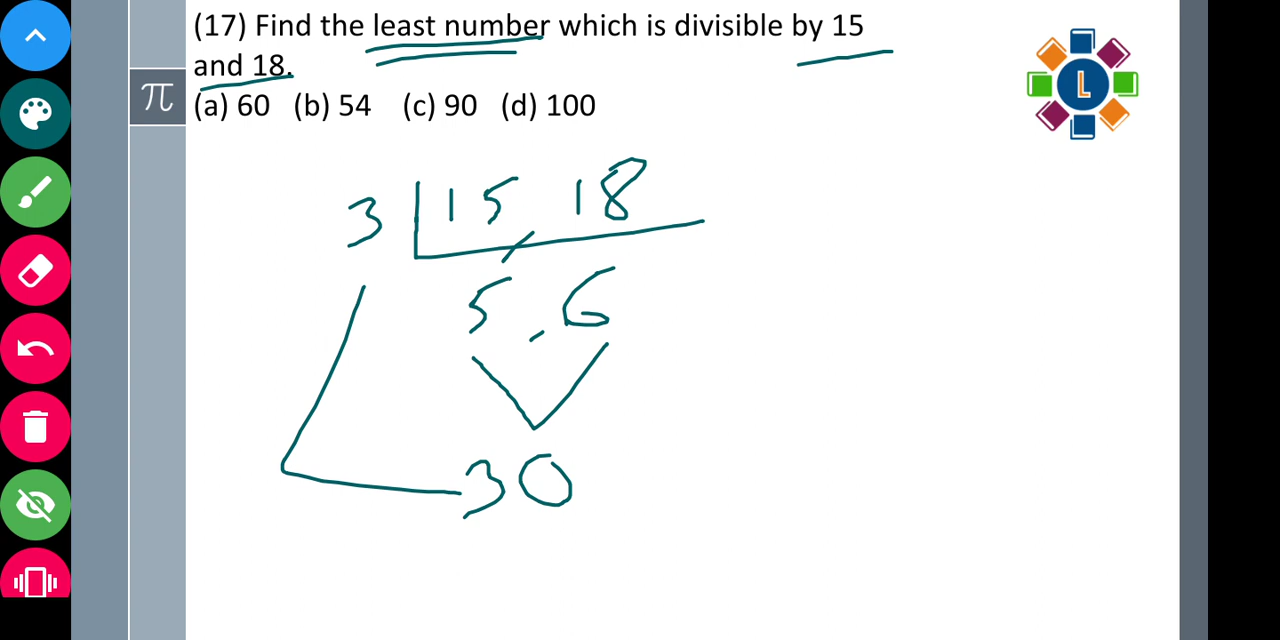 (17) Find the least number which is divisible by 15
and 18.
π
(a) 60 (b) 54 (c) 90 (d) 100
L
3 15, 18
5, 6
30